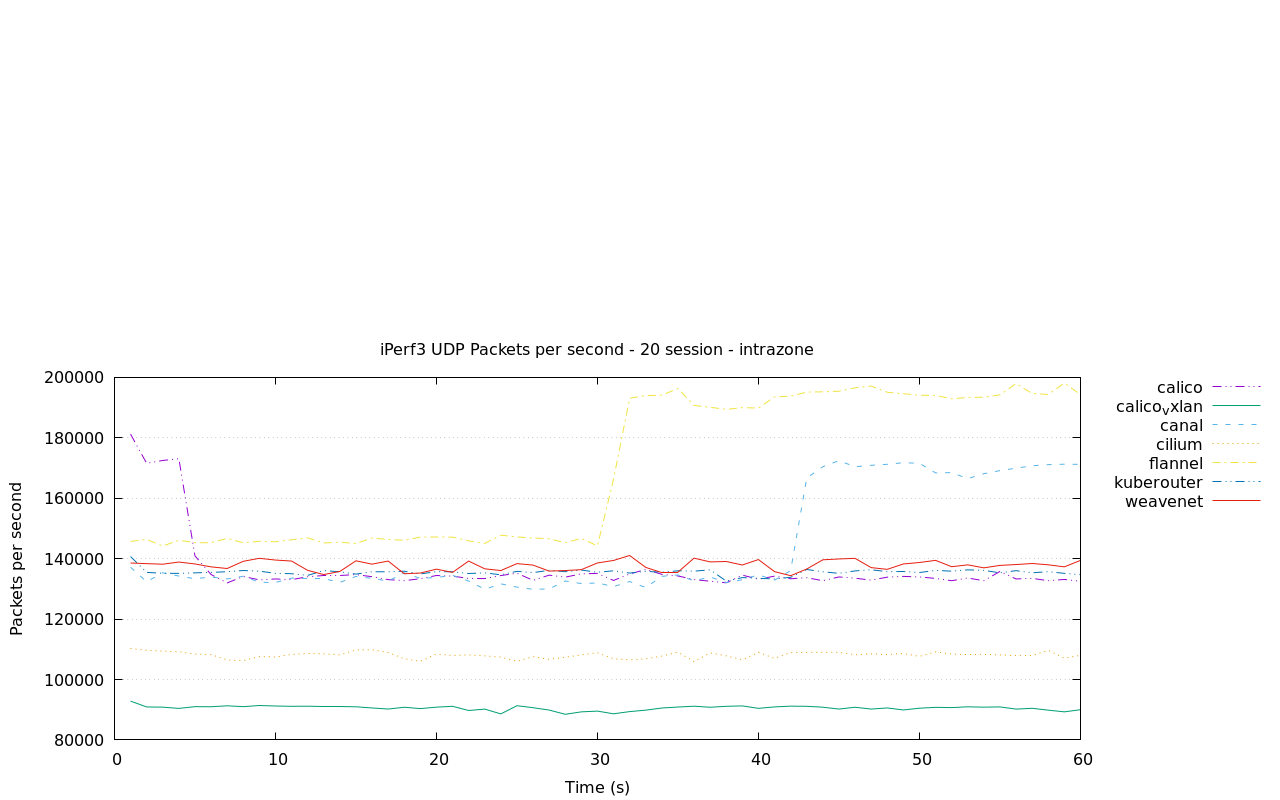 iPerf3 UDP Packets per second - 20 session - intrazone
200000
180000
160000
140000
120000
100000
80000
Packets per second
0 10 20 30 40 50 60
Time (s)
calico
calicovxlan
canal
cilium
flannel
kuberouter
weavenet